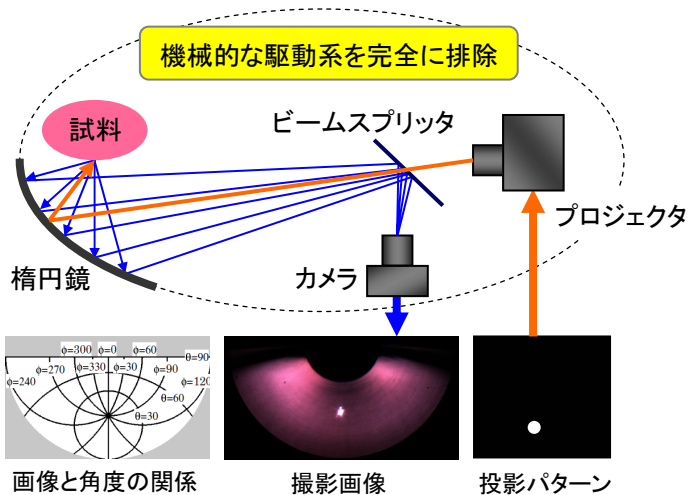 機械的な駆動系を完全に排除
試料
ビームスプリッタ
プロジェクタ
楕円鏡
カメラ
φ=300 φ=0 φ=60
θ=90
φ=270 φ=330 φ=30 φ=90
φ=240 φ=120
θ=60
θ=30
画像と角度の関係
撮影画像
投影パターン